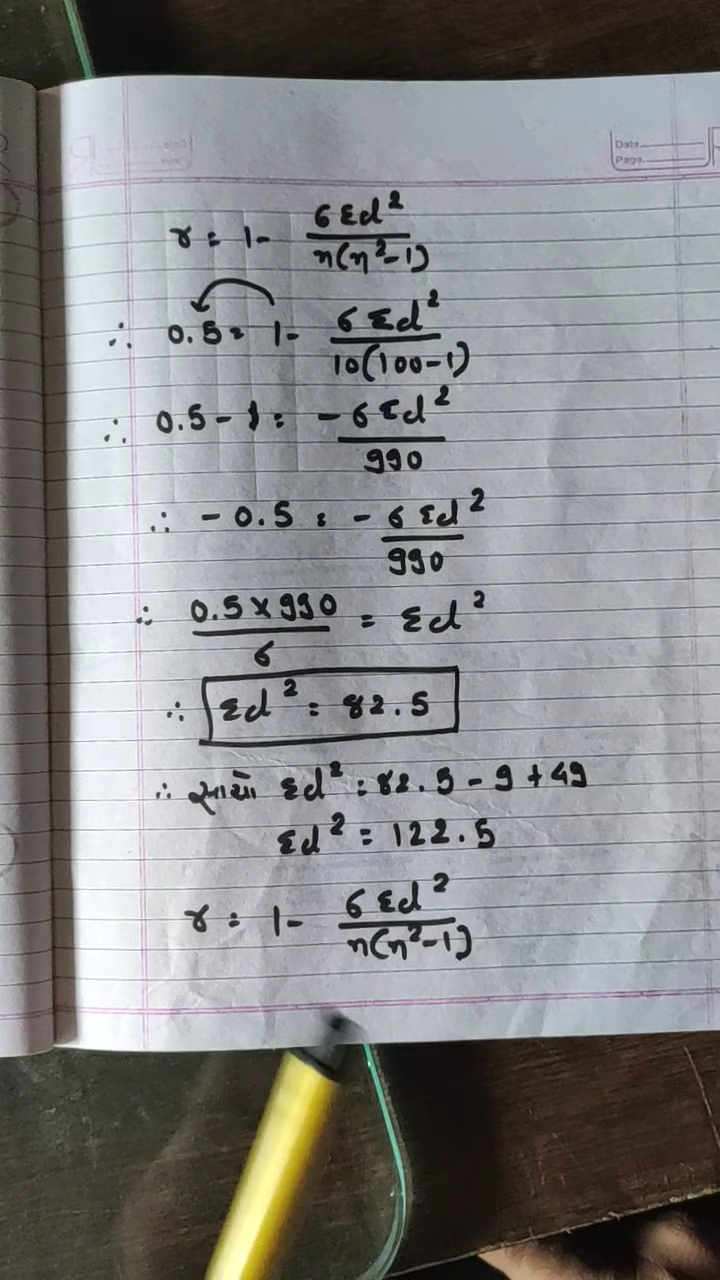 Date
Page
r = 1 - 6Σd² / n(n²-1)
∴ 0.5 = 1 - 6Σd² / 10(100-1)
∴ 0.5 - 1 = - 6Σd² / 990
∴ - 0.5 = - 6Σd² / 990
∴ 0.5 × 990 / 6 = Σd²
∴ Σd² = 82.5
∴ સાચો Σd² = 82.5 - 9 + 49
Σd² = 122.5
r = 1 - 6Σd² / n(n²-1)